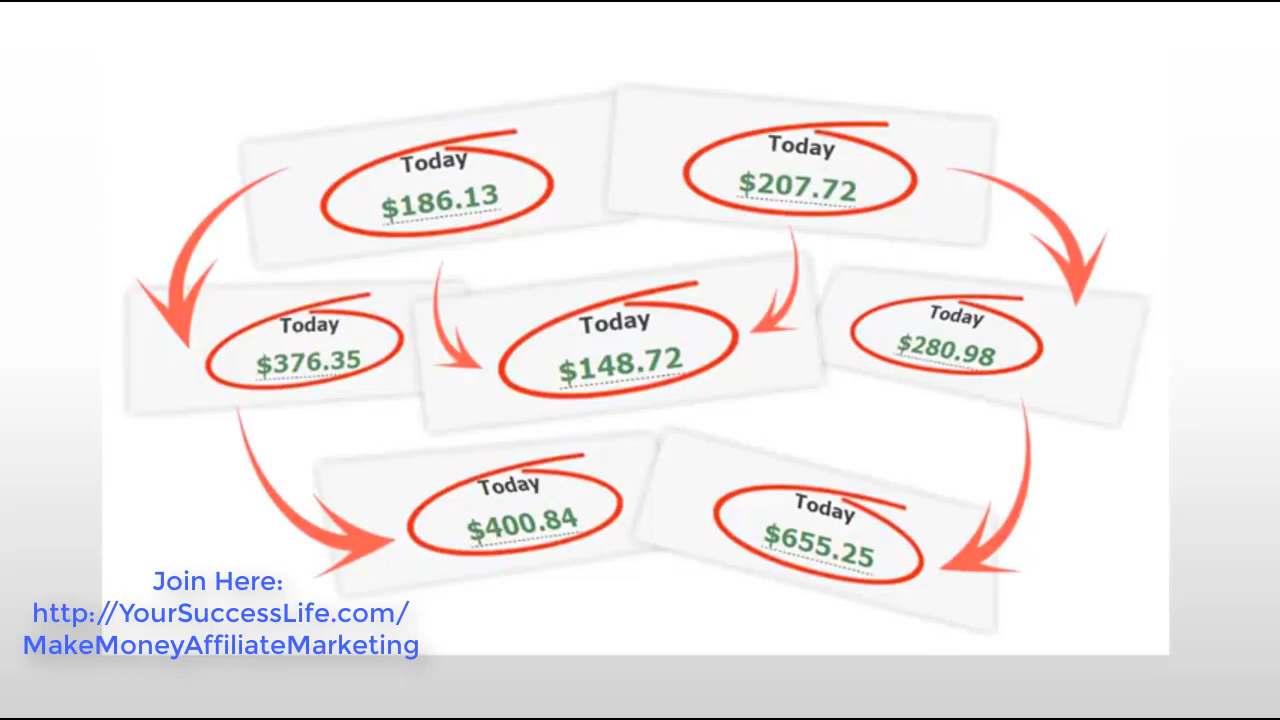 Today
$186.13
Today
$207.72
Today
$376.35
Today
$148.72
Today
$280.98
Today
$400.84
Today
$655.25
Join Here:
http://YourSuccessLife.com/
MakeMoneyAffiliateMarketing